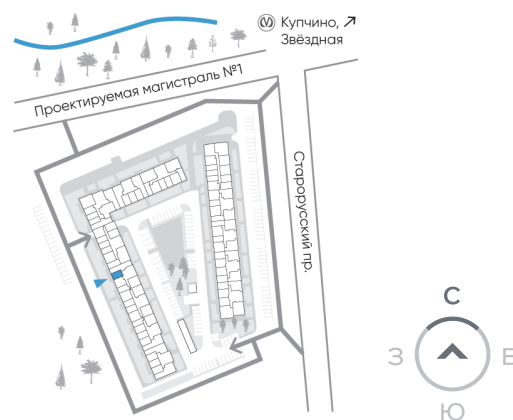 Купчино,
Звёздная
Проектируемая магистраль №1
Старорусский пр.
С
З
В
Ю